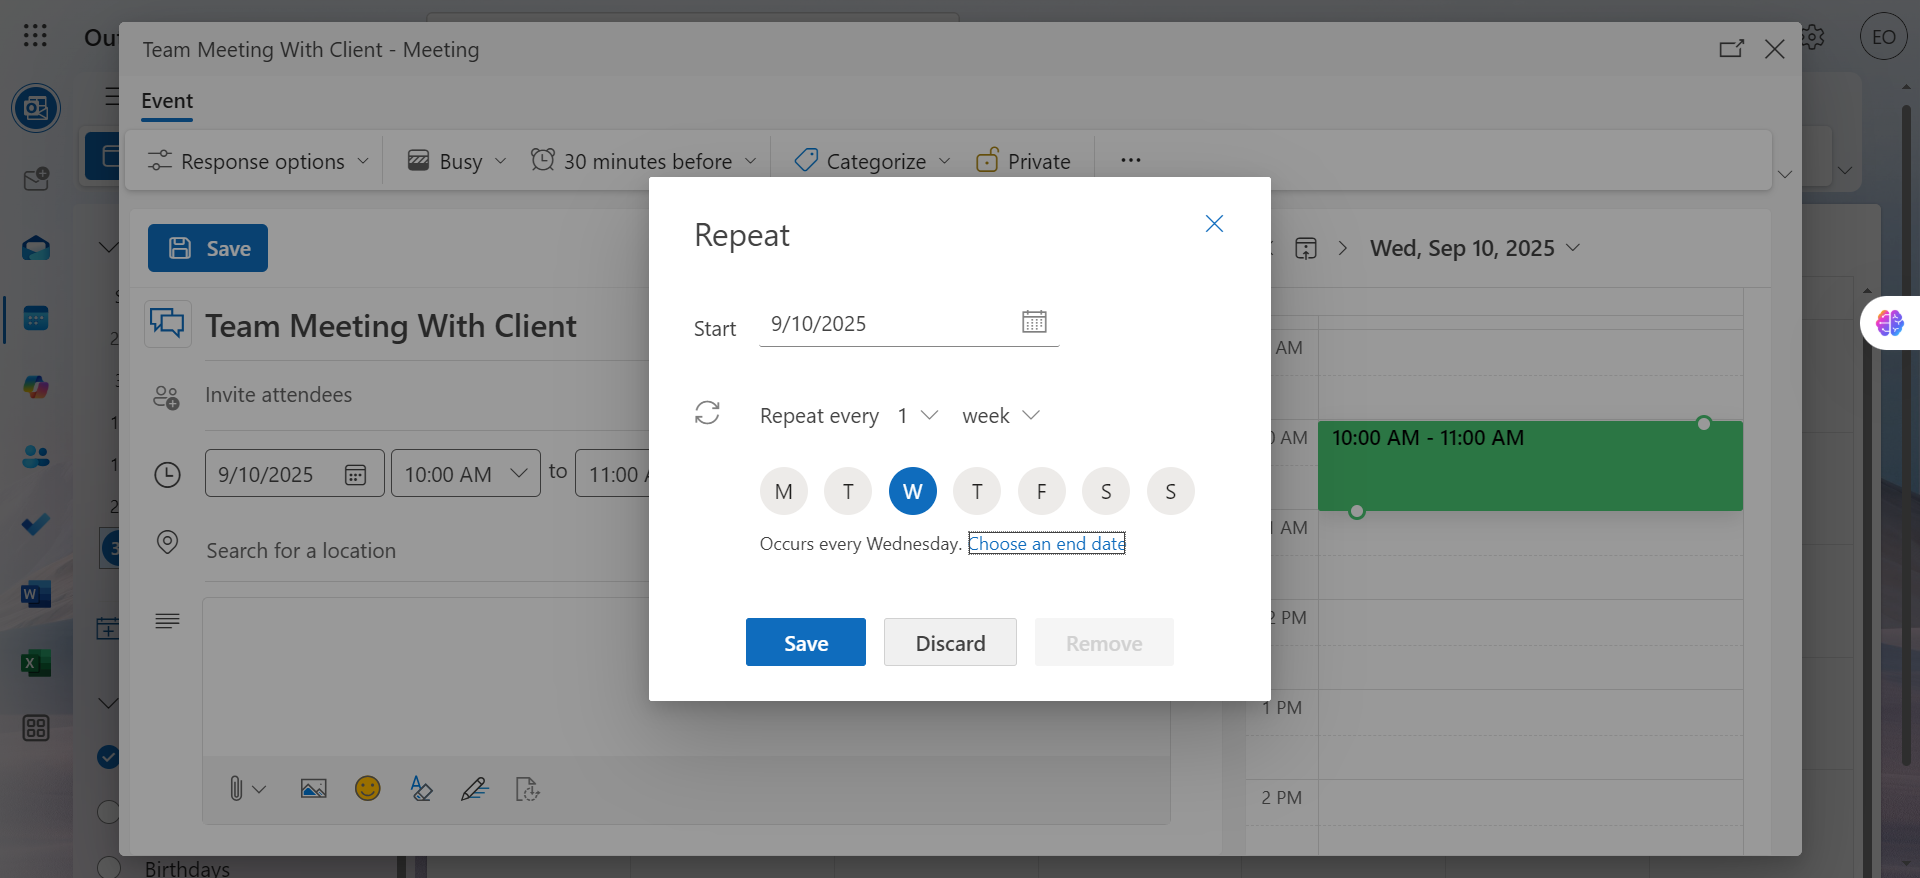 Ou
EO
Team Meeting With Client - Meeting
Event
Response options
Busy
30 minutes before
Categorize
Private
Save
Wed, Sep 10, 2025
Team Meeting With Client
Invite attendees
9/10/2025
10:00 AM
to
11:00
Search for a location
Repeat
Start
9/10/2025
Repeat every 1 week
M T W T F S S
Occurs every Wednesday. Choose an end date
Save
Discard
Remove
AM
0 AM
10:00 AM - 11:00 AM
1 AM
2 PM
1 PM
2 PM
Birthdays